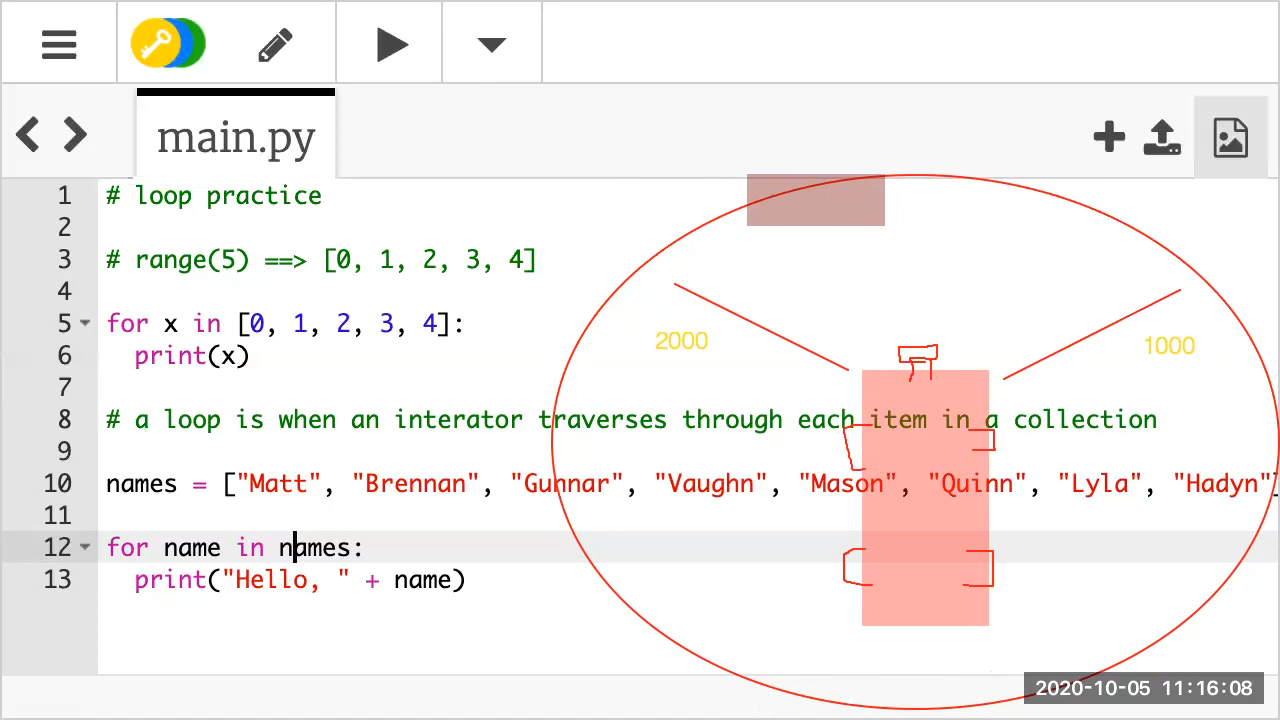 main.py
1 # loop practice
2
3 # range(5) ==> [0, 1, 2, 3, 4]
4
5 for x in [0, 1, 2, 3, 4]:
6 print(x)
7
8 # a loop is when an interator traverses through each item in a collection
9
10 names = ["Matt", "Brennan", "Gunnar", "Vaughn", "Mason", "Quinn", "Lyla", "Hadyn"]
11
12 for name in names:
13 print("Hello, " + name)
2000
1000
2020-10-05 11:16:08